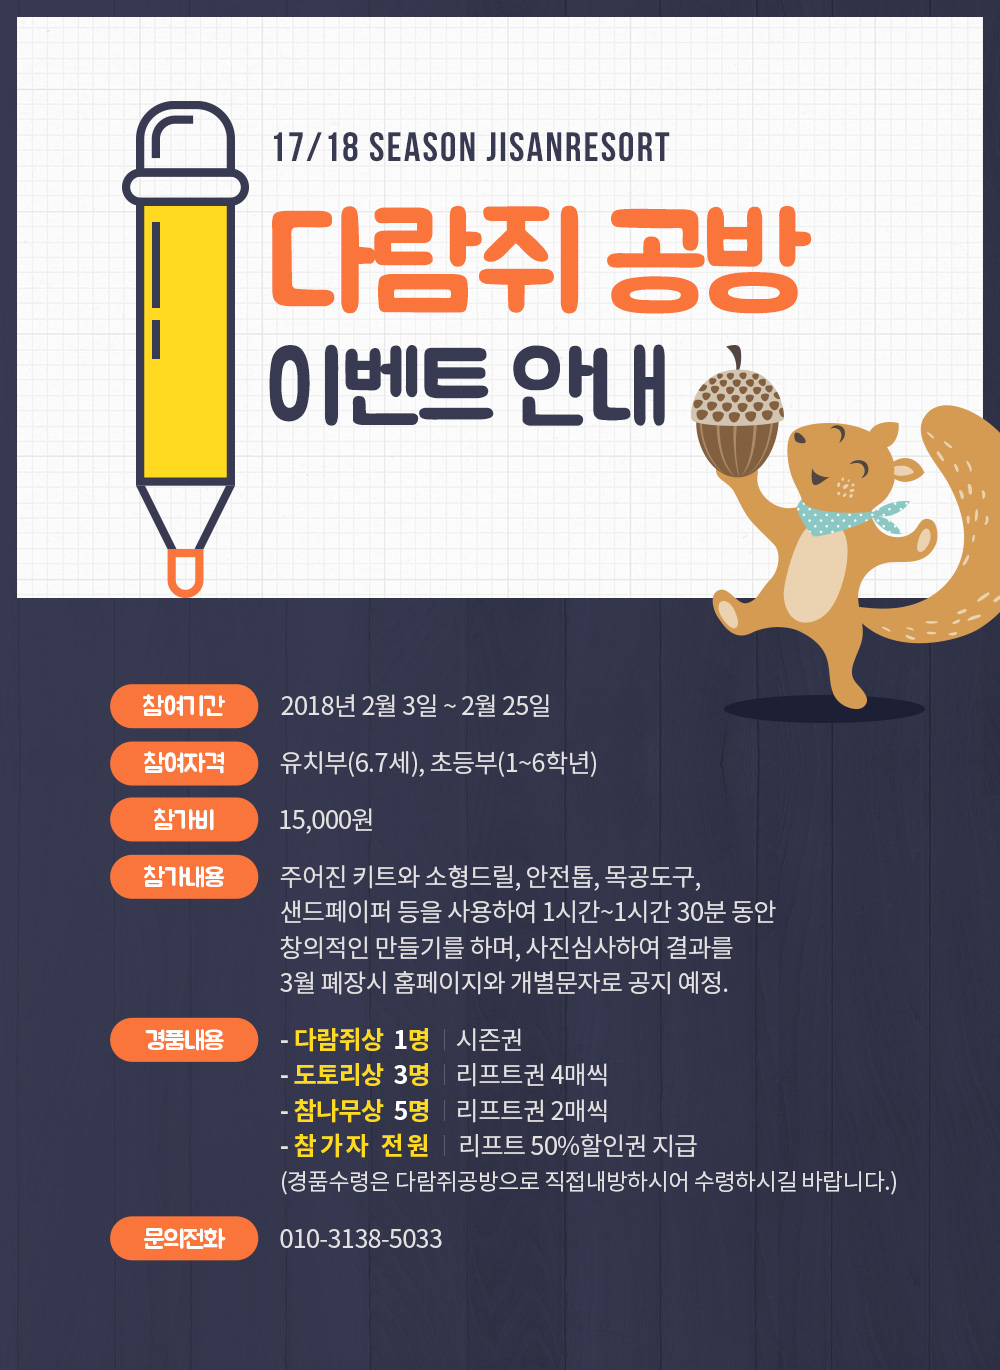 17/18 SEASON JISANRESORT
다람쥐 공방
이벤트 안내
참여기간 2018년 2월 3일 ~ 2월 25일
참여자격 유치부(6.7세), 초등부(1~6학년)
참가비 15,000원
참가내용 주어진 키트와 소형드릴, 안전톱, 목공도구,
샌드페이퍼 등을 사용하여 1시간~1시간 30분 동안
창의적인 만들기를 하며, 사진심사하여 결과를
3월 폐장시 홈페이지와 개별문자로 공지 예정.
경품내용 - 다람쥐상 1명 | 시즌권
- 도토리상 3명 | 리프트권 4매씩
- 참나무상 5명 | 리프트권 2매씩
- 참가자 전원 | 리프트 50%할인권 지급
(경품수령은 다람쥐공방으로 직접내방하시어 수령하시길 바랍니다.)
문의전화 010-3138-5033